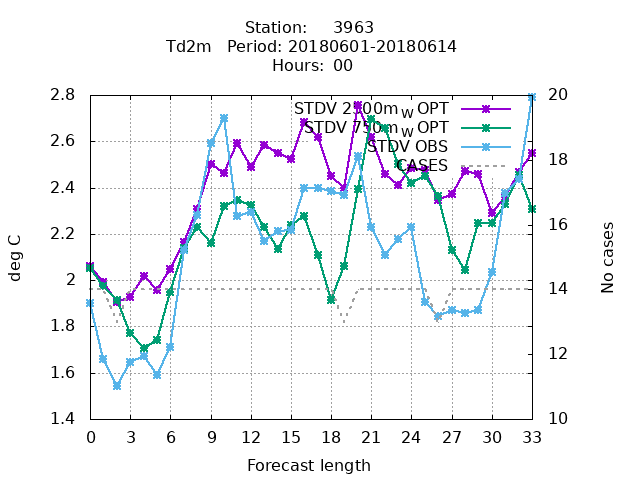 Station: 3963
Td2m Period: 20180601-20180614
Hours: 00
2.8
2.6
2.4
2.2
2
1.8
1.6
1.4
20
18
16
14
12
10
deg C
No cases
STDV 2500m W OPT
STDV 750m W OPT
STDV OBS
CASES
0 3 6 9 12 15 18 21 24 27 30 33
Forecast length